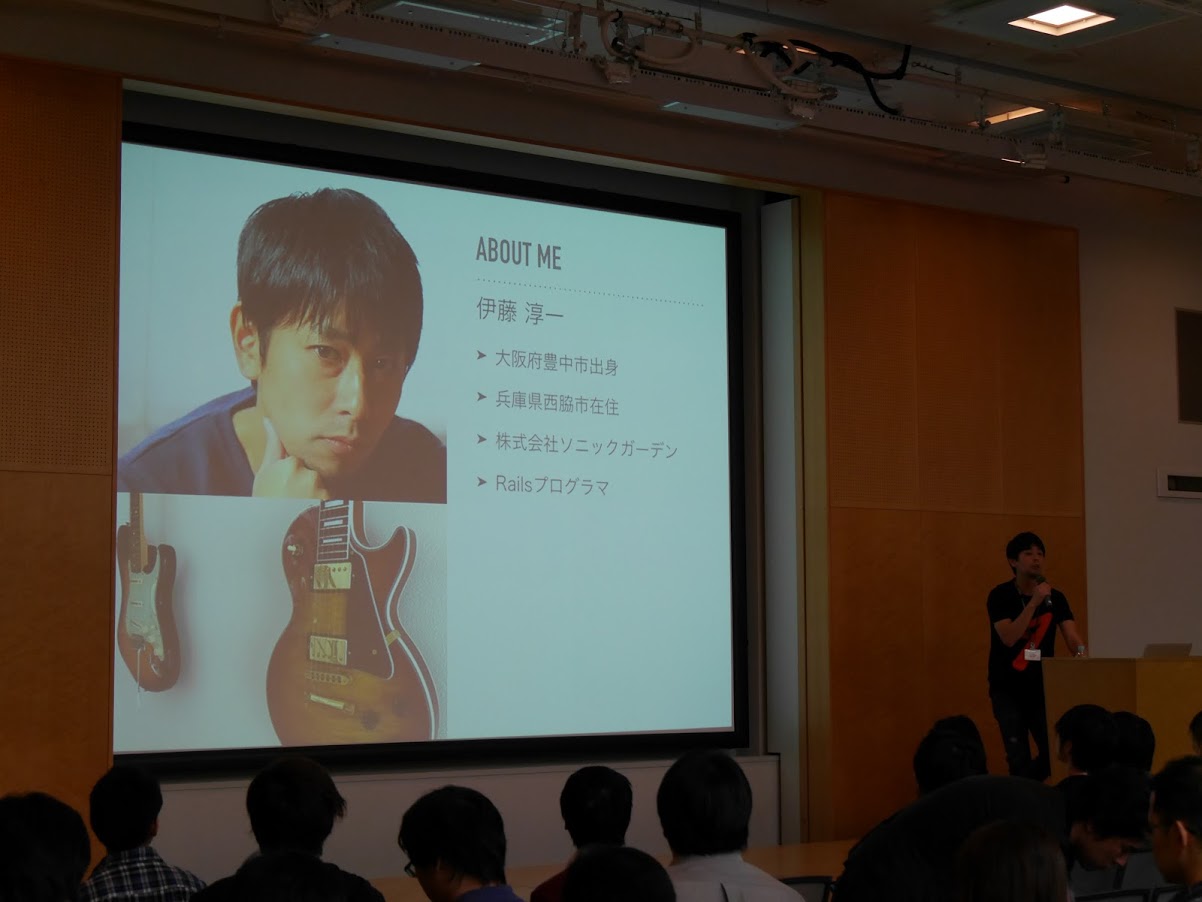 ABOUT ME
伊藤 淳一
➤ 大阪府豊中市出身
➤ 兵庫県西脇市在住
➤ 株式会社ソニックガーデン
➤ Railsプログラマ